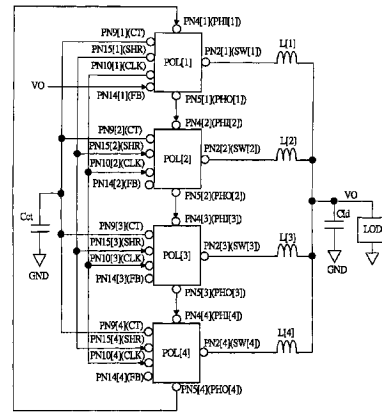 PN4[1](PHI[1])
PN9[1](CT)
PN15[1](SHR)
PN10[1](CLK)
VO
PN14[1](FB)
POL[1]
PN2[1](SW[1])
L[1]
PN5[1](PHO[1])
PN4[2](PHI[2])
PN9[2](CT)
PN15[2](SHR)
PN10[2](CLK)
PN14[2](FB)
POL[2]
PN2[2](SW[2])
L[2]
PN5[2](PHO[2])
PN4[3](PHI[3])
Cct
GND
PN9[3](CT)
PN15[3](SHR)
PN10[3](CLK)
PN14[3](FB)
POL[3]
PN2[3](SW[3])
L[3]
VO
Cld
LOD
GND
PN5[3](PHO[3])
PN4[4](PHI[4])
PN9[4](CT)
PN15[4](SHR)
PN10[4](CLK)
PN14[4](FB)
POL[4]
PN2[4](SW[4])
L[4]
PN5[4](PHO[4])